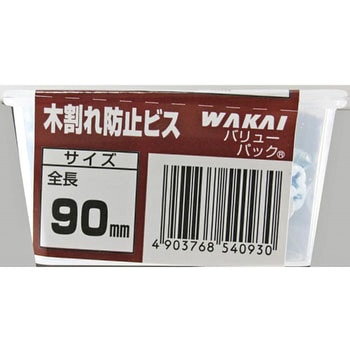 木割れ防止ビス
WAKAI
バリュー
パック®
サイズ
全長
90mm
4 903768 540930